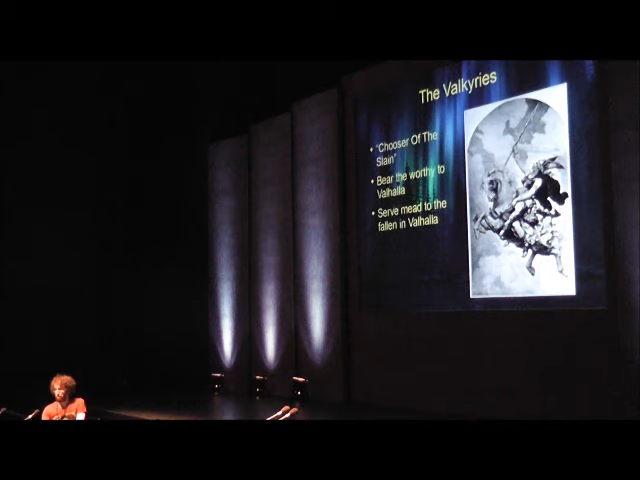 The Valkyries
• "Chooser Of The
Slain"
• Bear the worthy to
Valhalla
• Serve mead to the
fallen in Valhalla